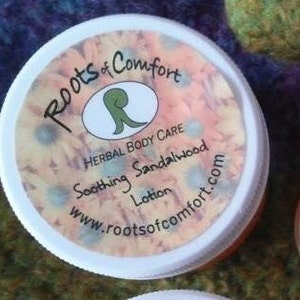 Roots of Comfort
R
Herbal Body Care
Soothing Sandalwood
Lotion
www.rootsofcomfort.com